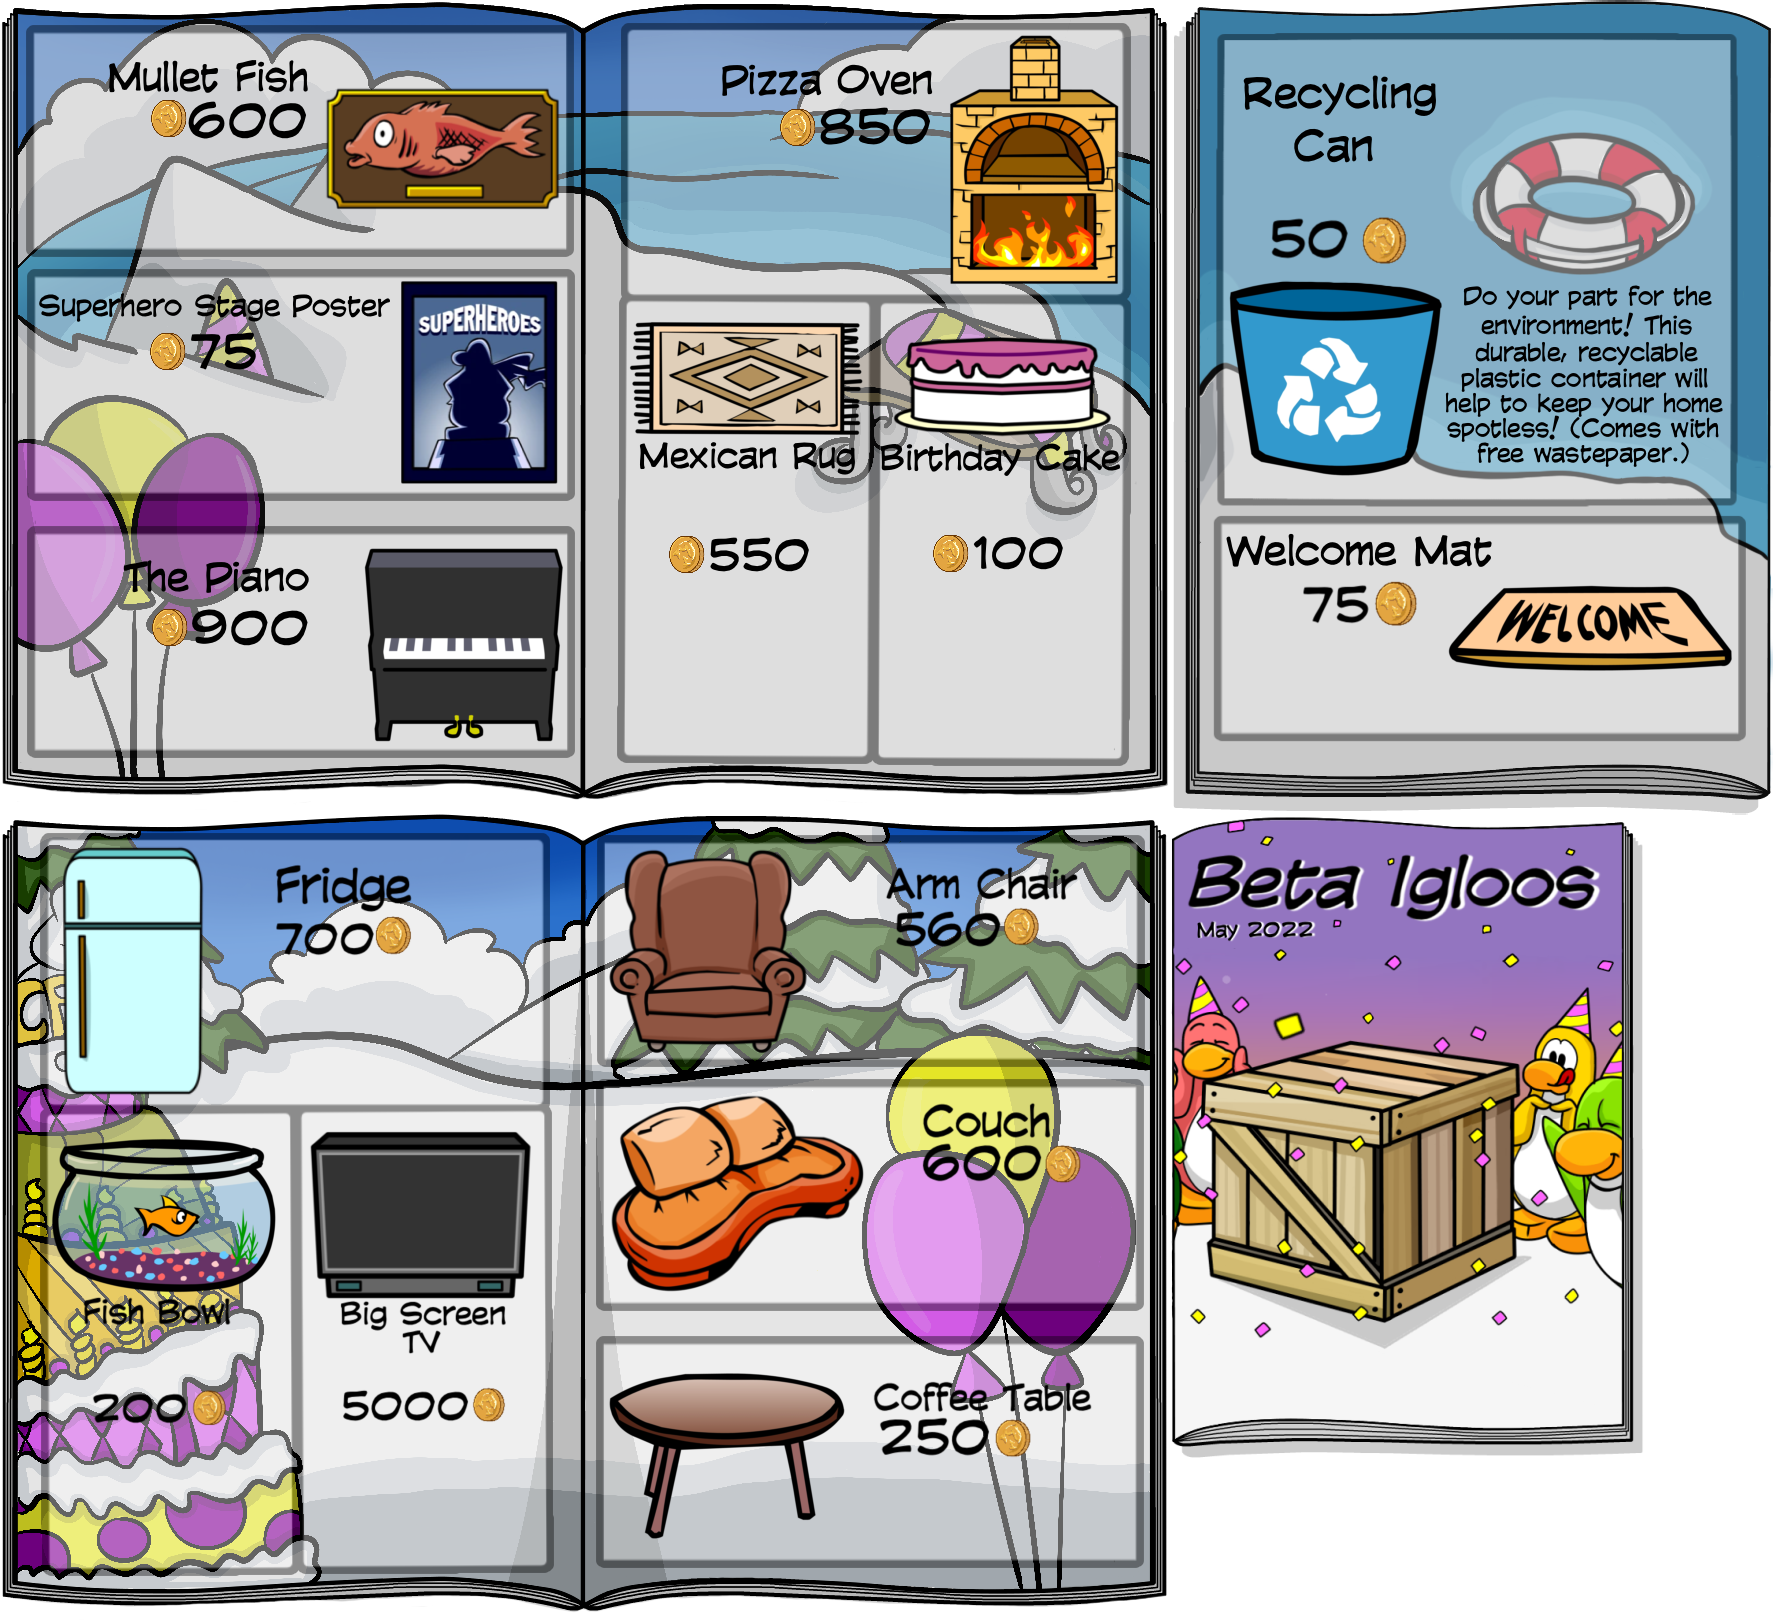 Mullet Fish
600
SUPERHEROES
Superhero Stage Poster
75
The Piano
900
Pizza Oven
850
Mexican Rug
550
Birthday Cake
100
Recycling
Can
50
Do your part for the
environment! This
durable, recyclable
plastic container will
help to keep your home
spotless! (Comes with
free wastepaper.)
Welcome Mat
75
WELCOME
Fridge
700
Fish Bowl
200
Big Screen
TV
5000
Arm Chair
560
Couch
600
Coffee Table
250
Beta Igloos
May 2022